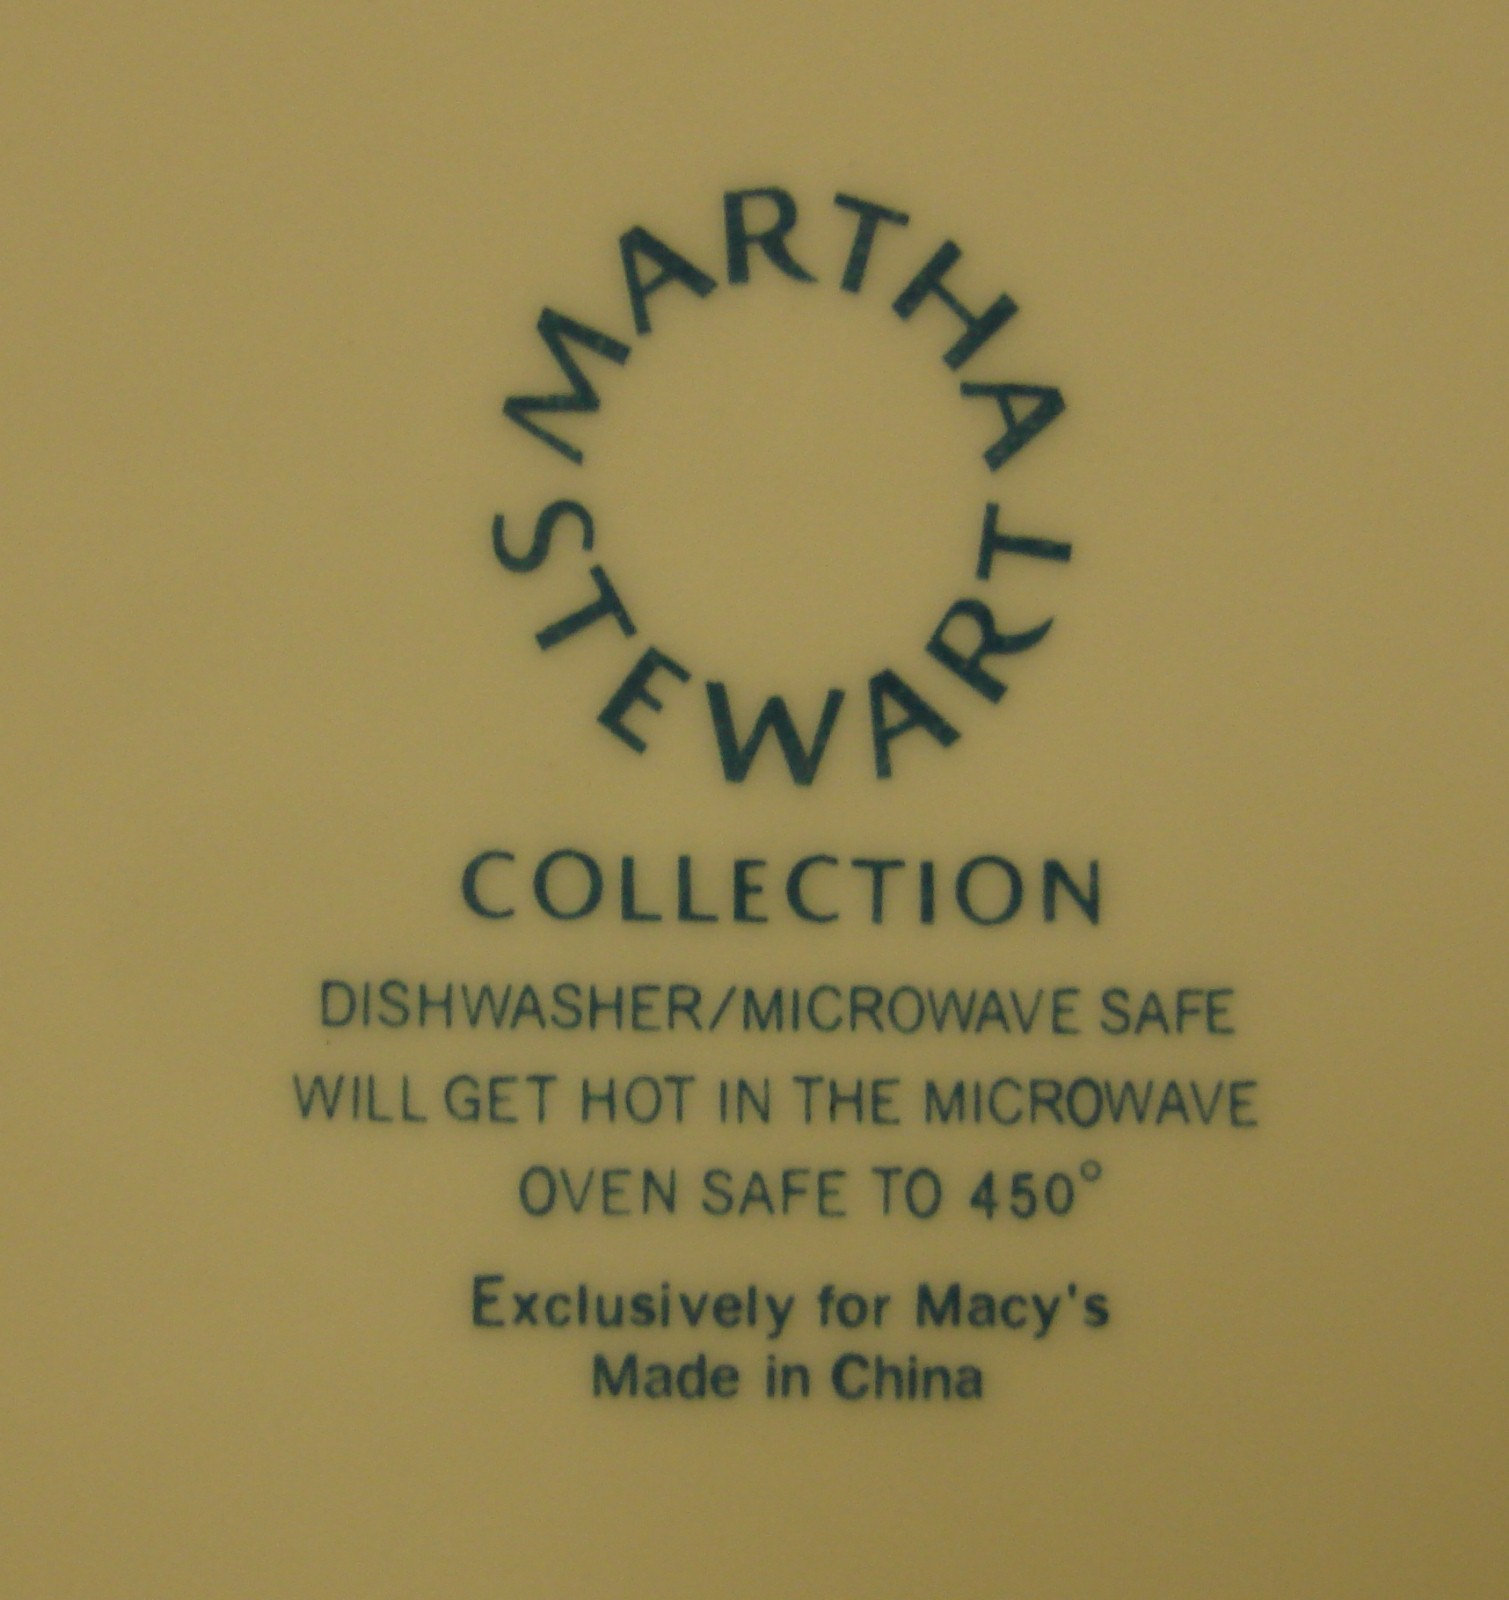 MARTHA
STEWART
COLLECTION
DISHWASHER/MICROWAVE SAFE
WILL GET HOT IN THE MICROWAVE
OVEN SAFE TO 450°
Exclusively for Macy's
Made in China